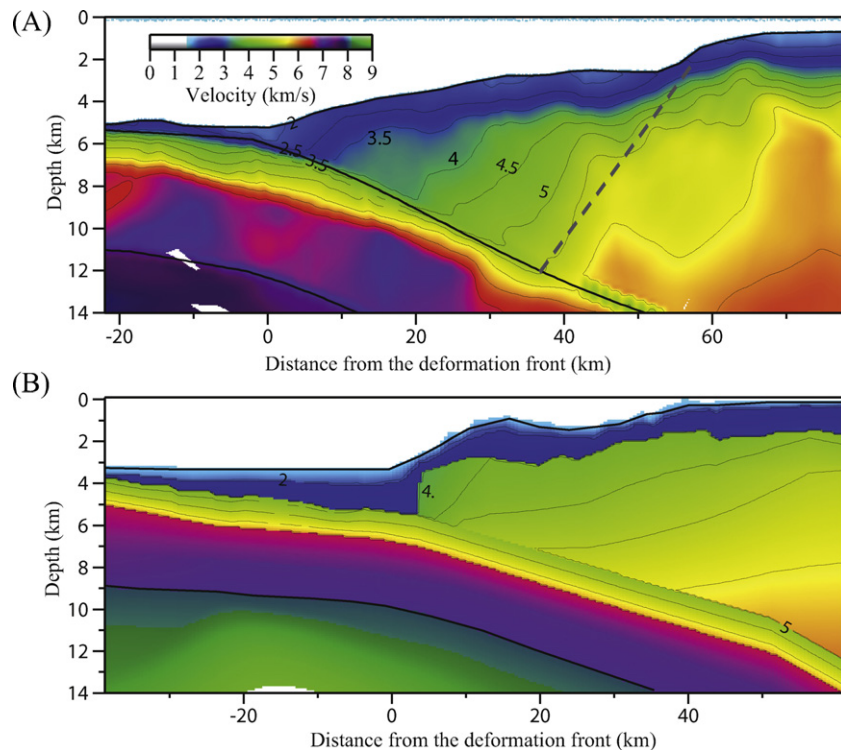 (A)
0
2
4
6
8
10
12
14
Depth (km)
0 1 2 3 4 5 6 7 8 9
Velocity (km/s)
2
2.5
3.5
3.5
4
4.5
5
-20 0 20 40 60
Distance from the deformation front (km)
(B)
0
2
4
6
8
10
12
14
Depth (km)
2
4.
5
-20 0 20 40
Distance from the deformation front (km)